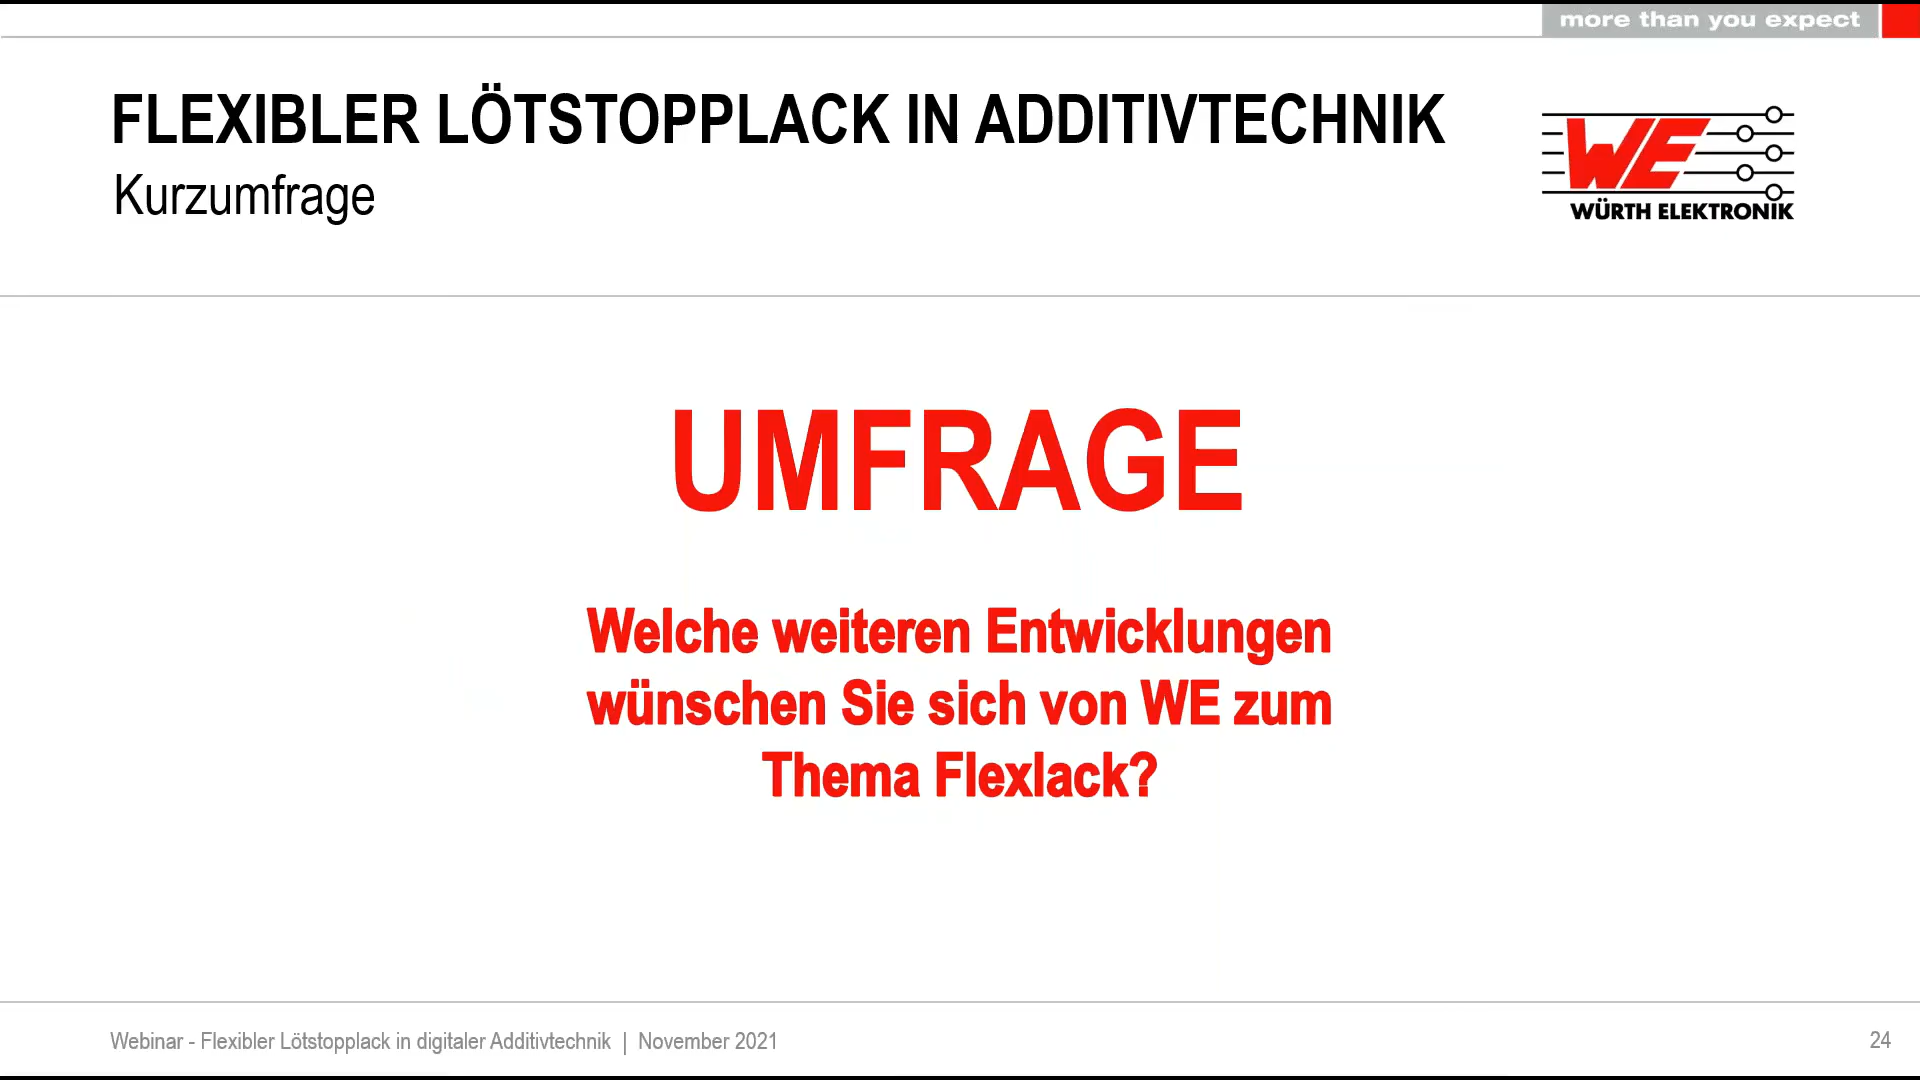 more than you expect
FLEXIBLER LÖTSTOPPLACK IN ADDITIVTECHNIK
Kurzumfrage
WE
WÜRTH ELEKTRONIK
UMFRAGE
Welche weiteren Entwicklungen
wünschen Sie sich von WE zum
Thema Flexlack?
Webinar - Flexibler Lötstopplack in digitaler Additivtechnik | November 2021
24